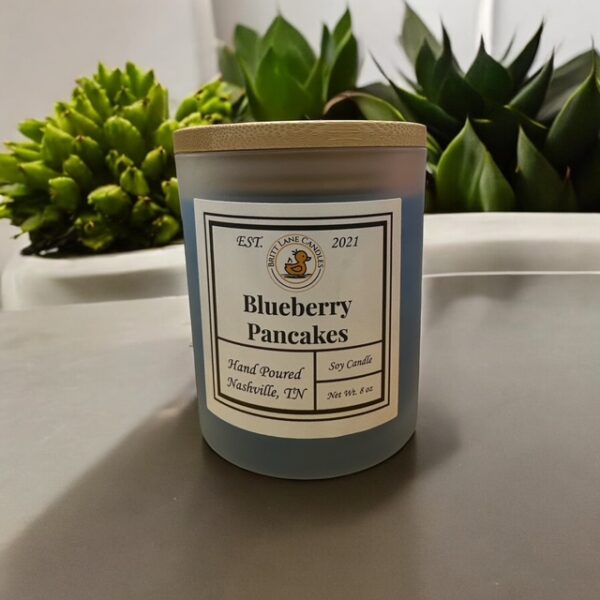 EST. 2021
BRITT LANE CANDLES
Blueberry
Pancakes
Hand Poured
Nashville, TN
Soy Candle
Net Wt. 8 oz